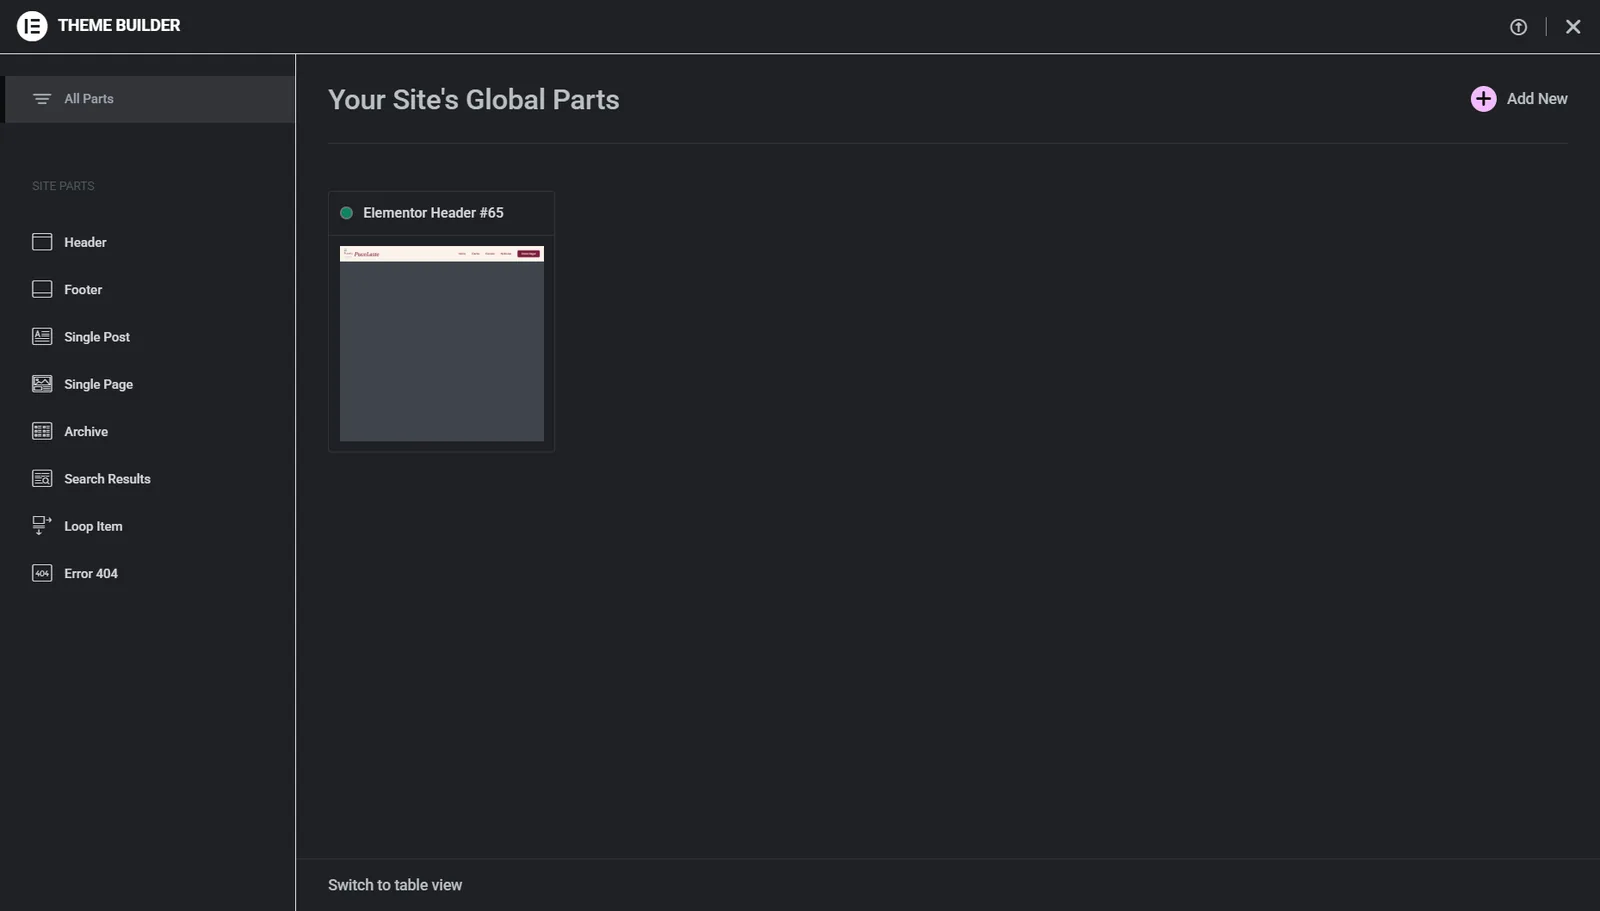 THEME BUILDER
All Parts
SITE PARTS
Header
Footer
Single Post
Single Page
Archive
Search Results
Loop Item
404
Error 404
Your Site's Global Parts
Add New
Elementor Header #65
Switch to table view